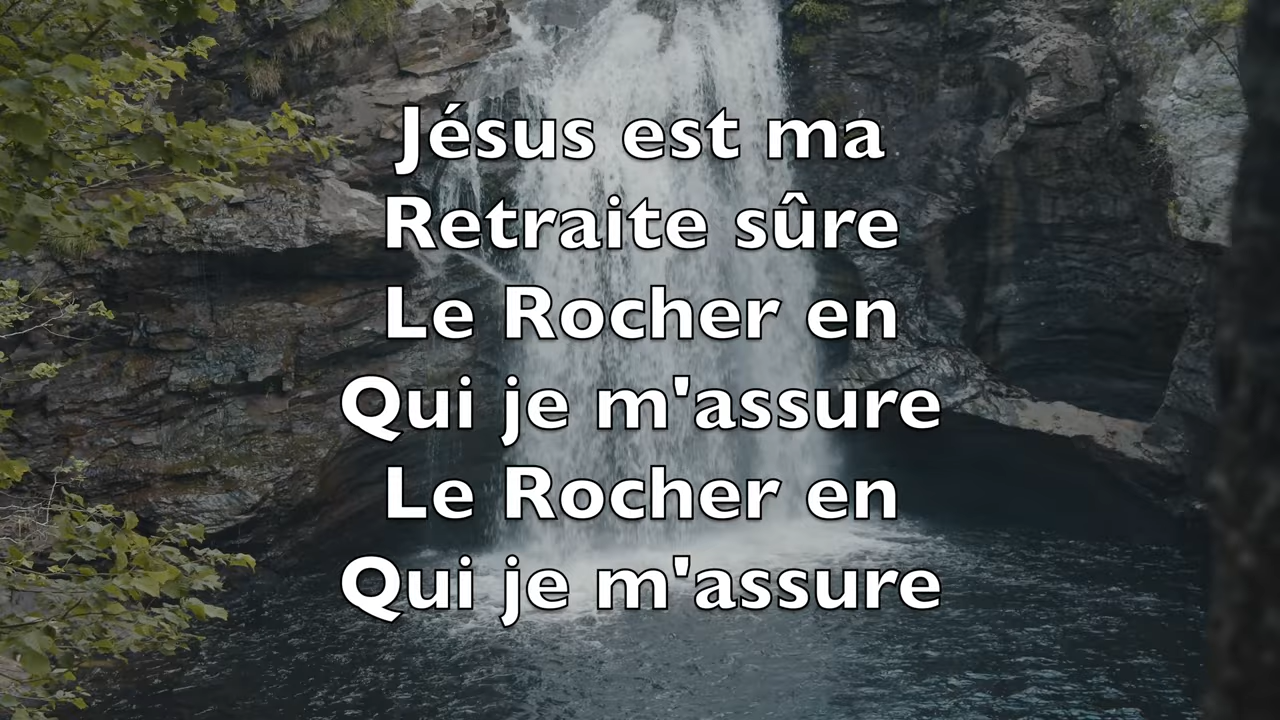 Jésus est ma
Retraite sûre
Le Rocher en
Qui je m'assure
Le Rocher en
Qui je m'assure